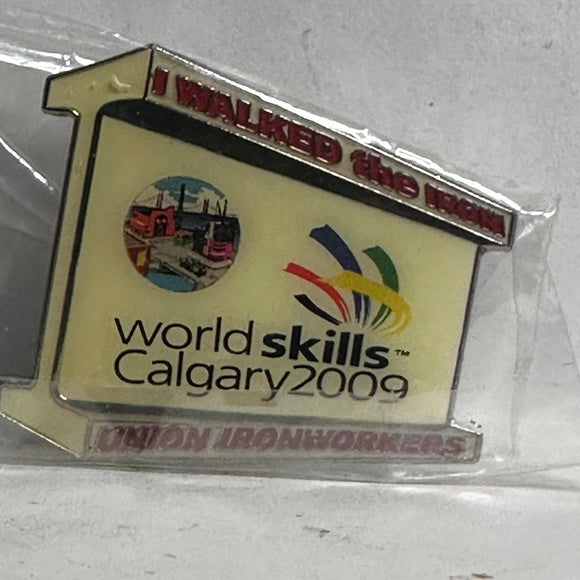 I WALKED the IRON
world skills™
Calgary2009
UNION IRONWORKERS